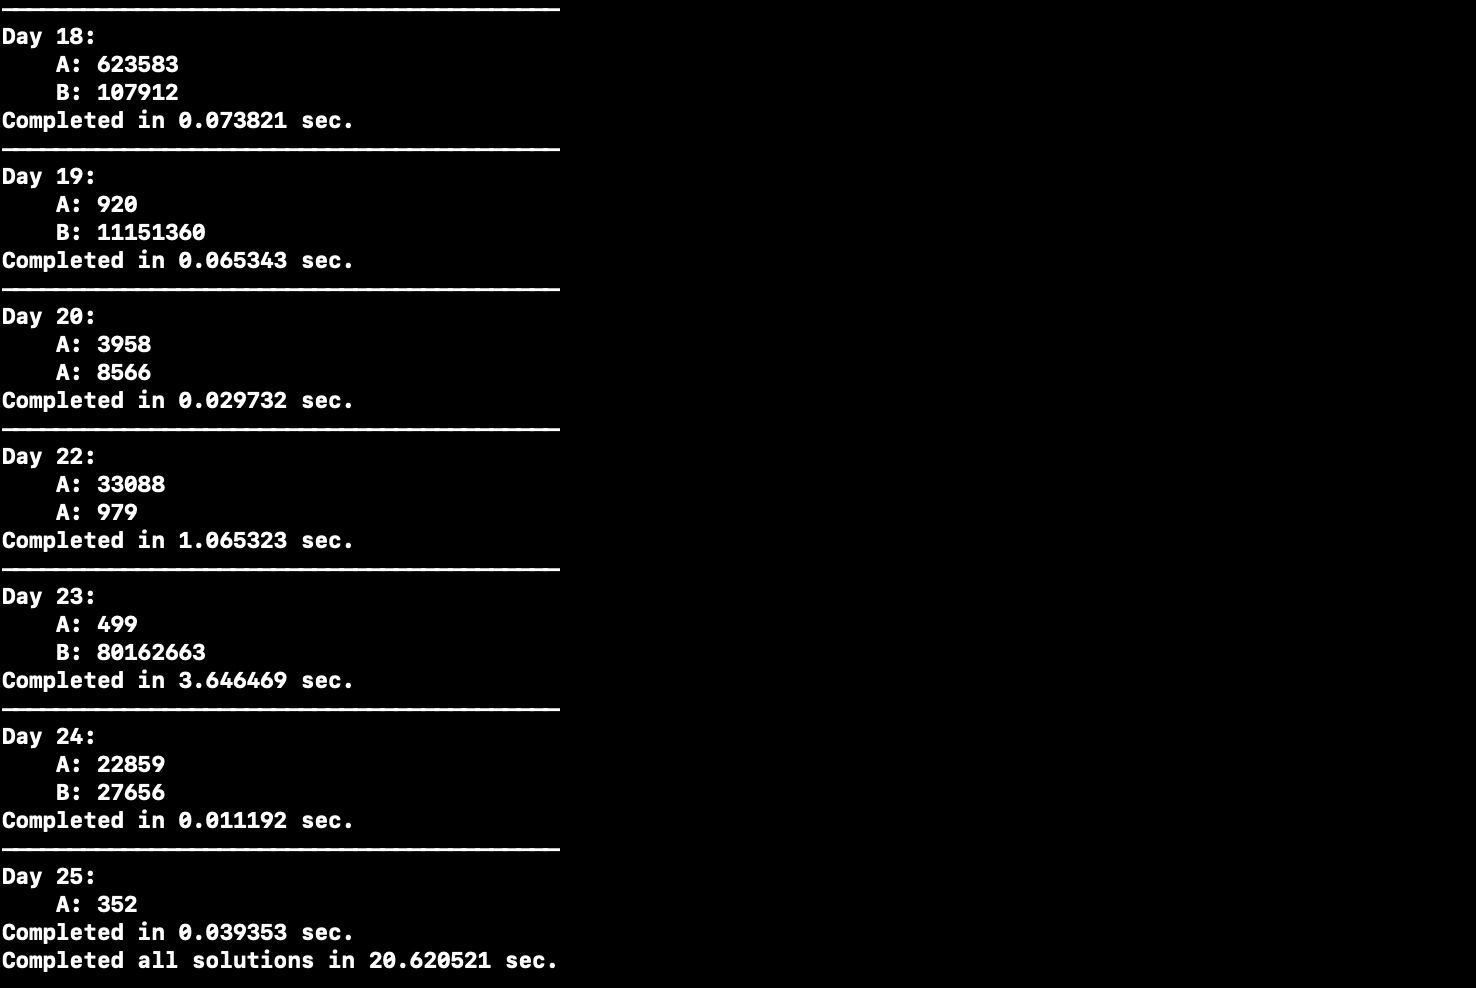 Day 18:
A: 623583
B: 107912
Completed in 0.073821 sec.
Day 19:
A: 920
B: 11151360
Completed in 0.065343 sec.
Day 20:
A: 3958
A: 8566
Completed in 0.029732 sec.
Day 22:
A: 33088
A: 979
Completed in 1.065323 sec.
Day 23:
A: 499
B: 80162663
Completed in 3.646469 sec.
Day 24:
A: 22859
B: 27656
Completed in 0.011192 sec.
Day 25:
A: 352
Completed in 0.039353 sec.
Completed all solutions in 20.620521 sec.